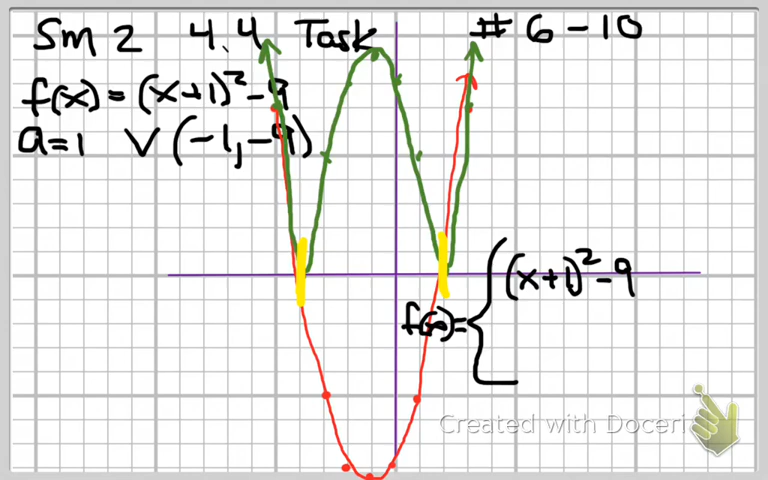 Sm 2 4.4 Task # 6-10
f(x) = (x+1)² - 9
a=1 V (-1, -9)
(x+1)² - 9
f(x) = {
Created with Doceri